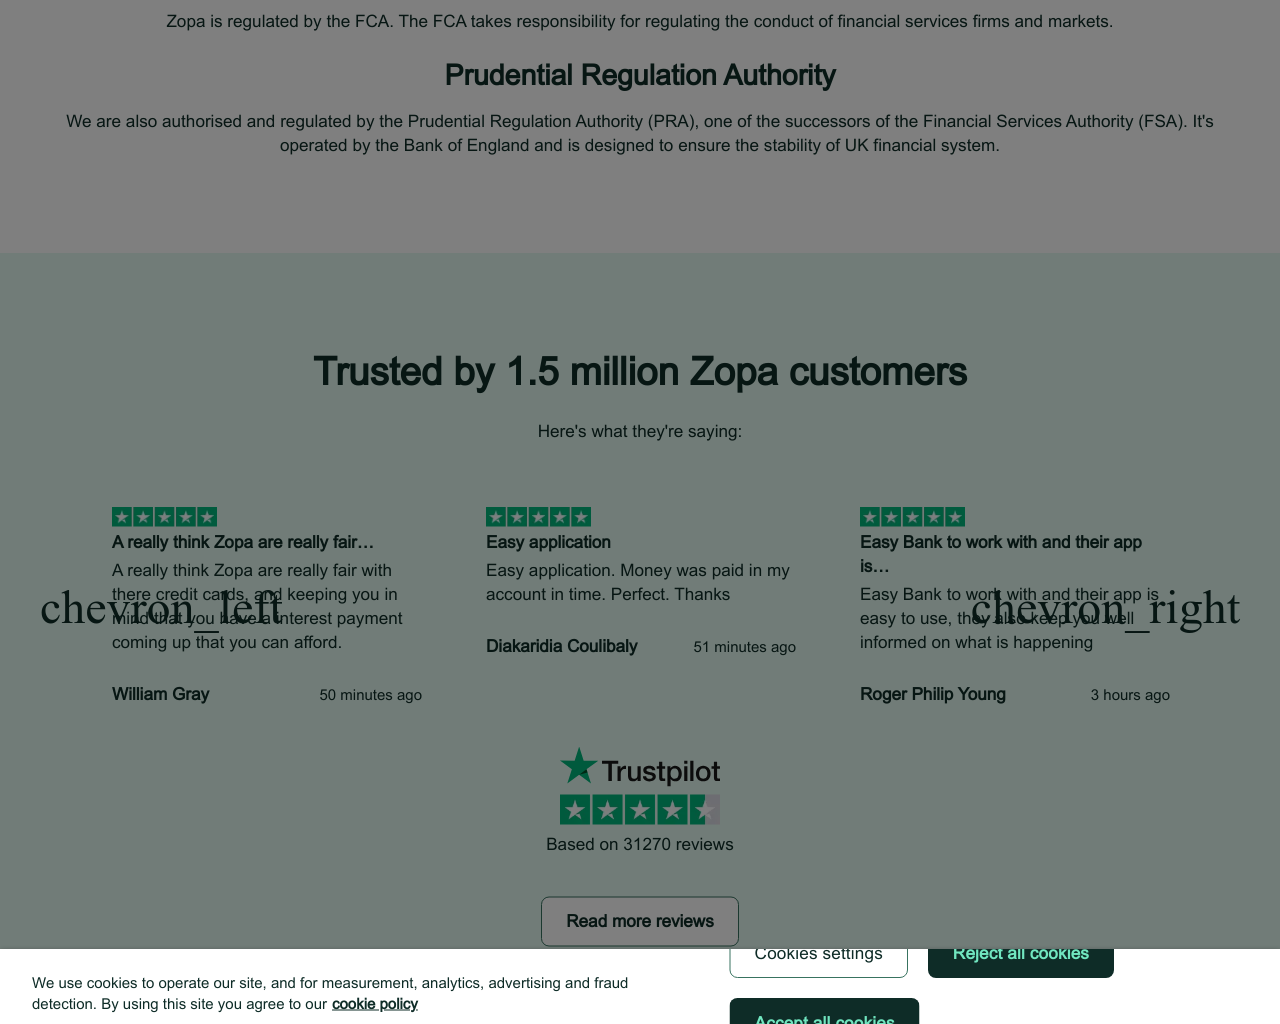 Zopa is regulated by the FCA. The FCA takes responsibility for regulating the conduct of financial services firms and markets.
Prudential Regulation Authority
We are also authorised and regulated by the Prudential Regulation Authority (PRA), one of the successors of the Financial Services Authority (FSA). It's
operated by the Bank of England and is designed to ensure the stability of UK financial system.
Trusted by 1.5 million Zopa customers
Here's what they're saying:
A really think Zopa are really fair…
A really think Zopa are really fair with
there credit cards, and keeping you in
mind that you have a interest payment
coming up that you can afford.
William Gray
50 minutes ago
Easy application
Easy application. Money was paid in my
account in time. Perfect. Thanks
Diakaridia Coulibaly
51 minutes ago
Easy Bank to work with and their app
is…
Easy Bank to work with and their app is
easy to use, they also keep you well
informed on what is happening
Roger Philip Young
3 hours ago
chevron_left
chevron_right
Trustpilot
Based on 31270 reviews
Read more reviews
We use cookies to operate our site, and for measurement, analytics, advertising and fraud
detection. By using this site you agree to our cookie policy
Cookies settings
Reject all cookies
Accept all cookies